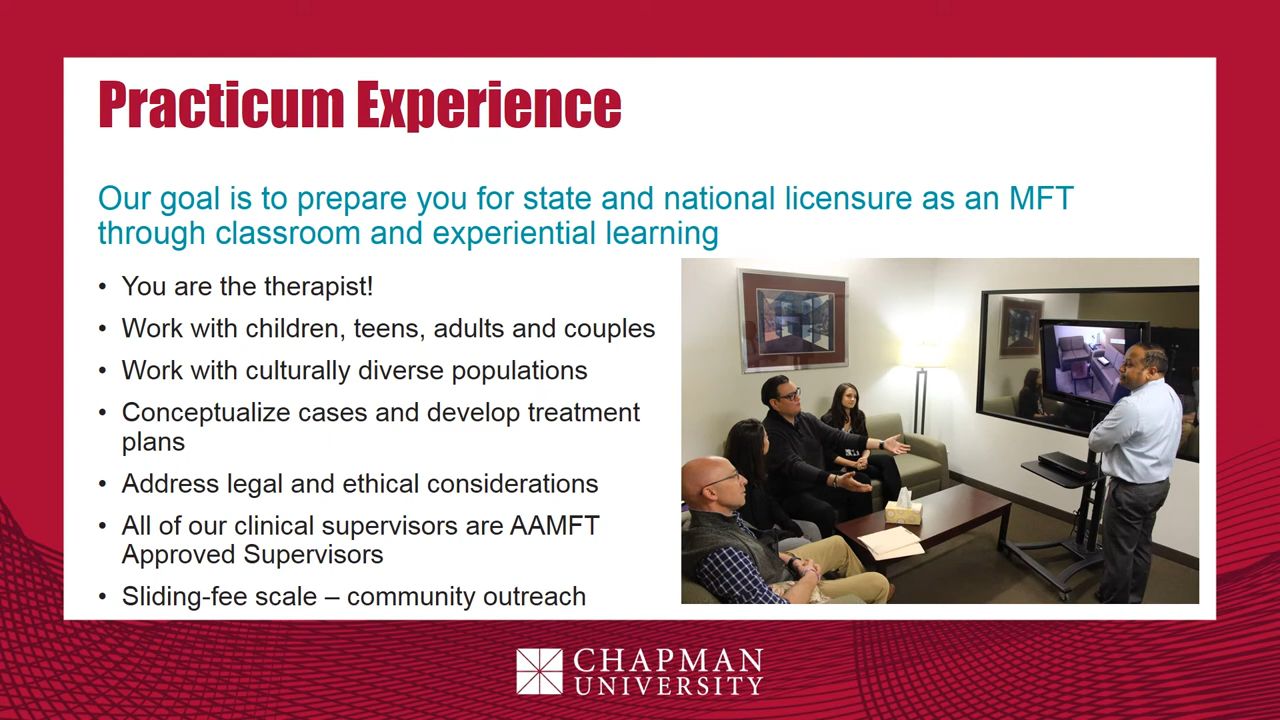 Practicum Experience
Our goal is to prepare you for state and national licensure as an MFT
through classroom and experiential learning
• You are the therapist!
• Work with children, teens, adults and couples
• Work with culturally diverse populations
• Conceptualize cases and develop treatment
plans
• Address legal and ethical considerations
• All of our clinical supervisors are AAMFT
Approved Supervisors
• Sliding-fee scale – community outreach
CHAPMAN
UNIVERSITY